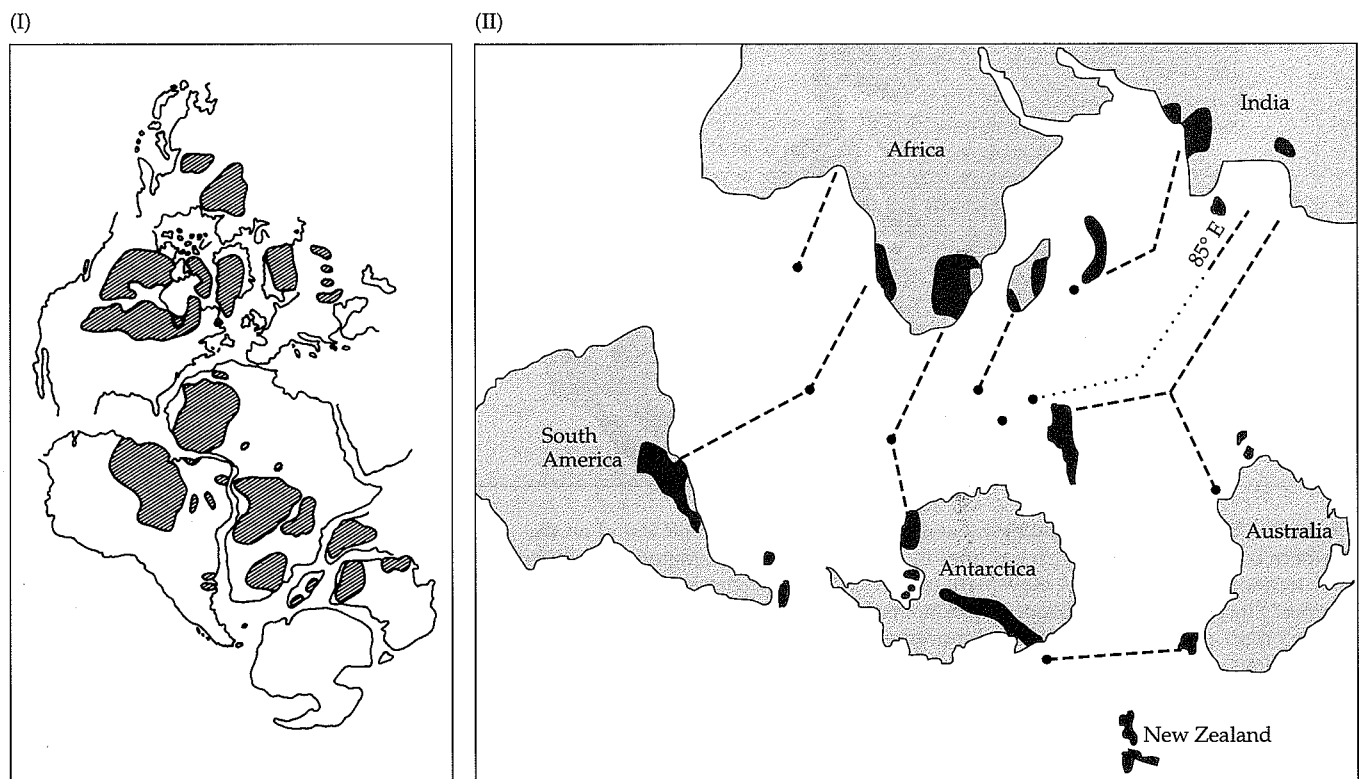 (I)
(II)
India
Africa
85° E
South
America
Australia
Antarctica
New Zealand